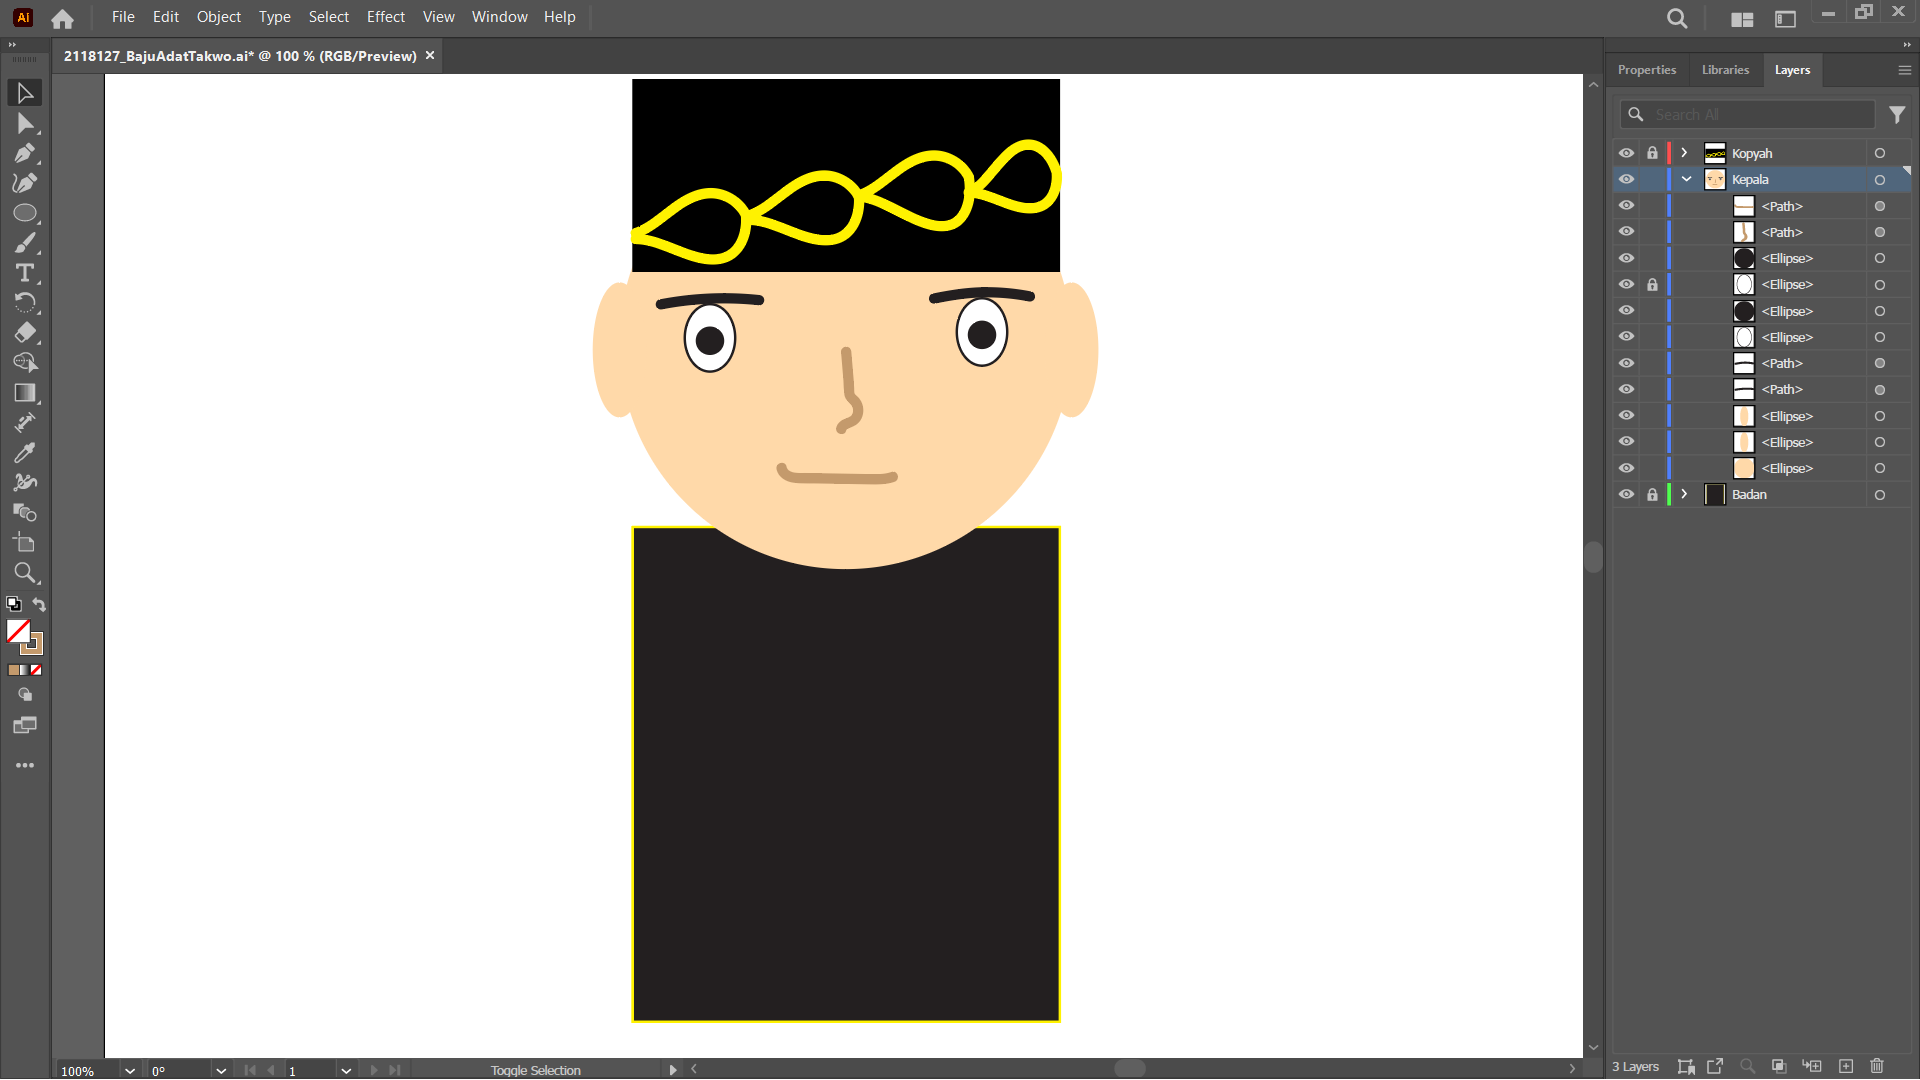 Ai File Edit Object Type Select Effect View Window Help
2118127_BajuAdatTakwo.ai* @ 100 % (RGB/Preview) ×
Properties Libraries Layers
Search All
Kopyah
Kepala
<Path>
<Path>
<Ellipse>
<Ellipse>
<Ellipse>
<Ellipse>
<Path>
<Path>
<Ellipse>
<Ellipse>
<Ellipse>
Badan
100% 0° 1 Toggle Selection
3 Layers